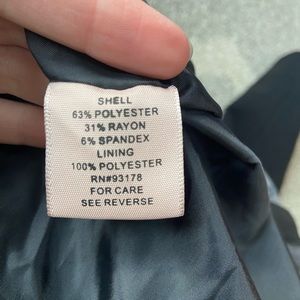 SHELL
63% POLYESTER
31% RAYON
6% SPANDEX
LINING
100% POLYESTER
RN#93178
FOR CARE
SEE REVERSE